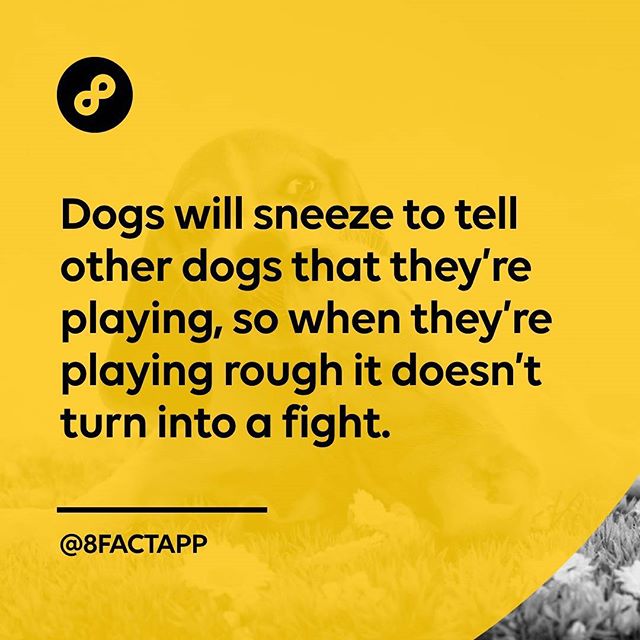 Dogs will sneeze to tell
other dogs that they’re
playing, so when they’re
playing rough it doesn’t
turn into a fight.
@8FACTAPP